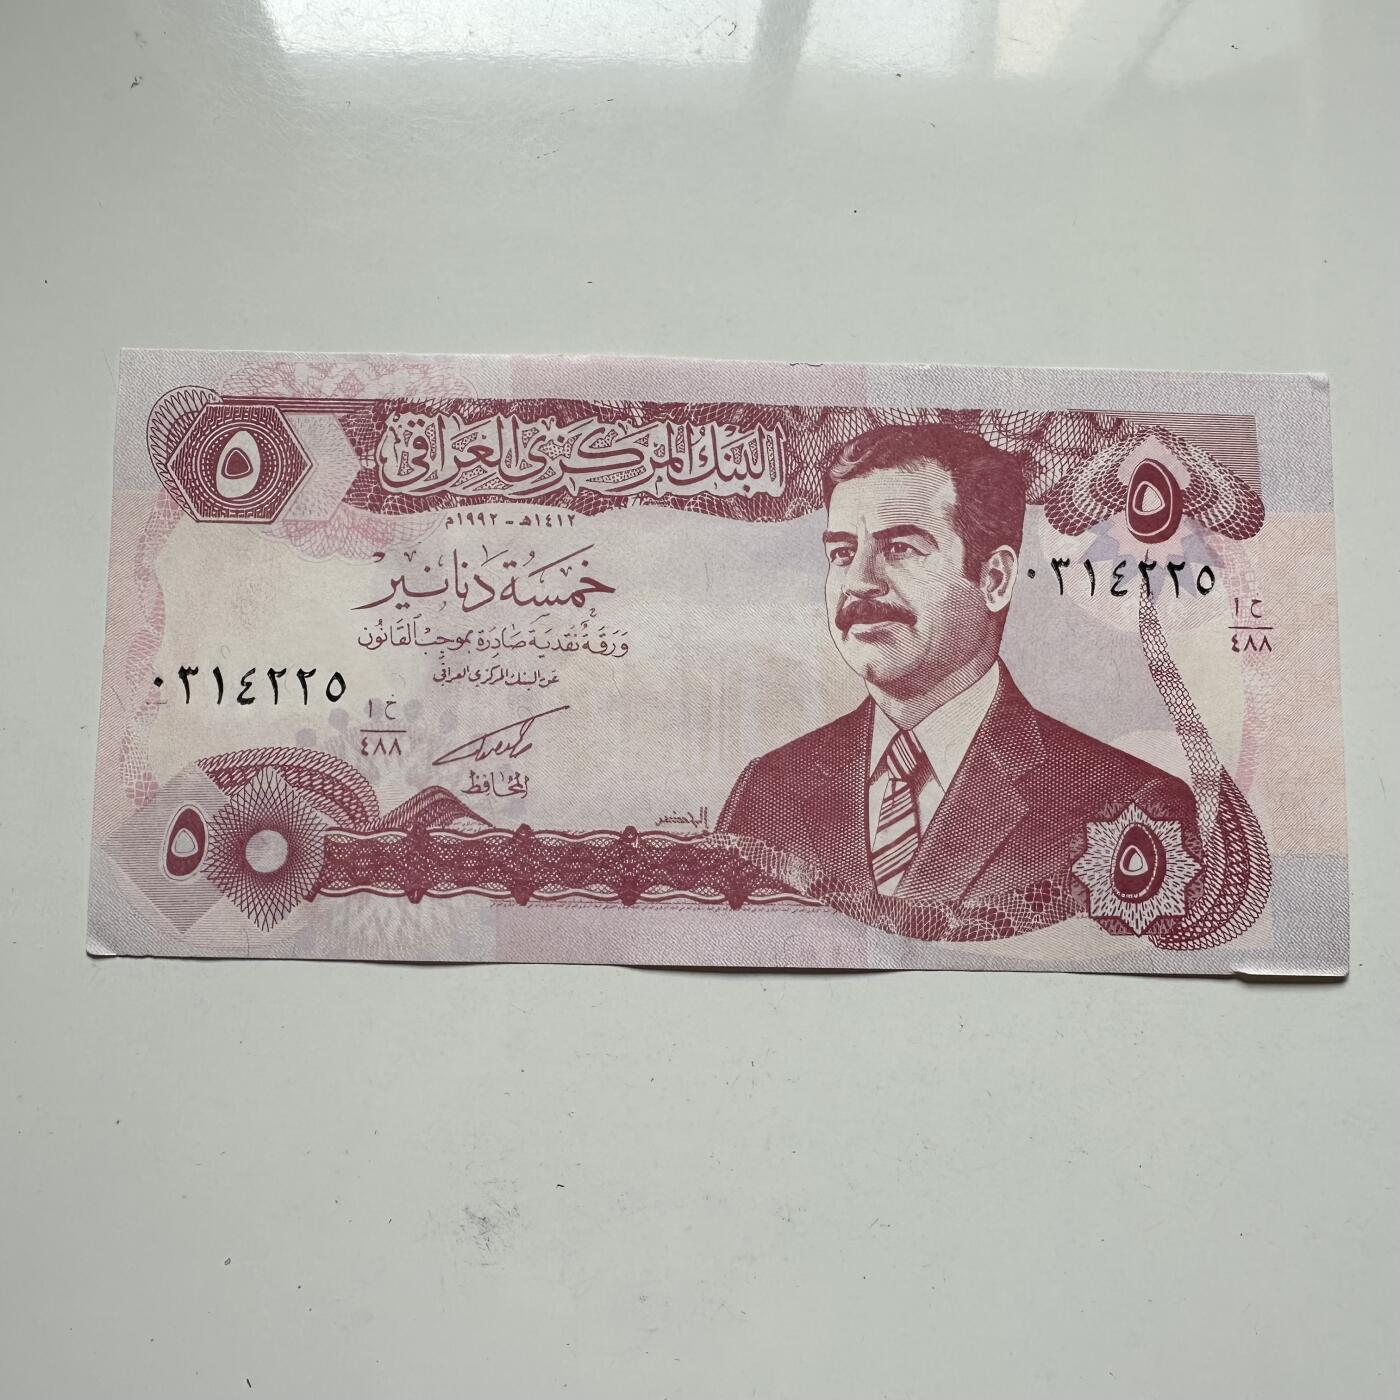 البنك المركزي العراقي
١٤١٢هـ - ١٩٩٢م
٥
٥
خمسة دنانير
ورقة نقدية صادرة بموجب القانون
عن البنك المركزي العراقي
٠٣١٤٢٢٥
خ ١
٤٨٨
٠٣١٤٢٢٥
خ ١
٤٨٨
المحافظ
٥
٥